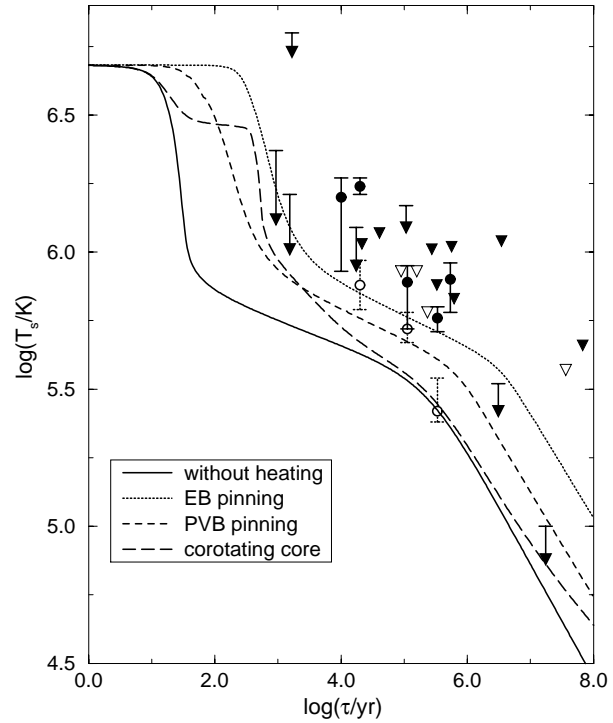 log(Tₛ/K)
6.5
6.0
5.5
5.0
4.5
without heating
EB pinning
PVB pinning
corotating core
0.0 2.0 4.0 6.0 8.0
log(τ/yr)